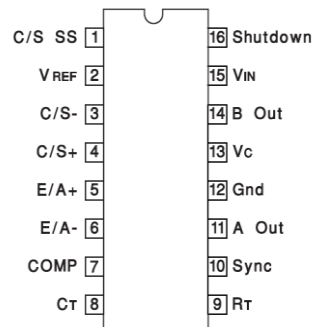 C/S SS 1 16 Shutdown
VREF 2 15 VIN
C/S- 3 14 B Out
C/S+ 4 13 Vc
E/A+ 5 12 Gnd
E/A- 6 11 A Out
COMP 7 10 Sync
CT 8 9 RT